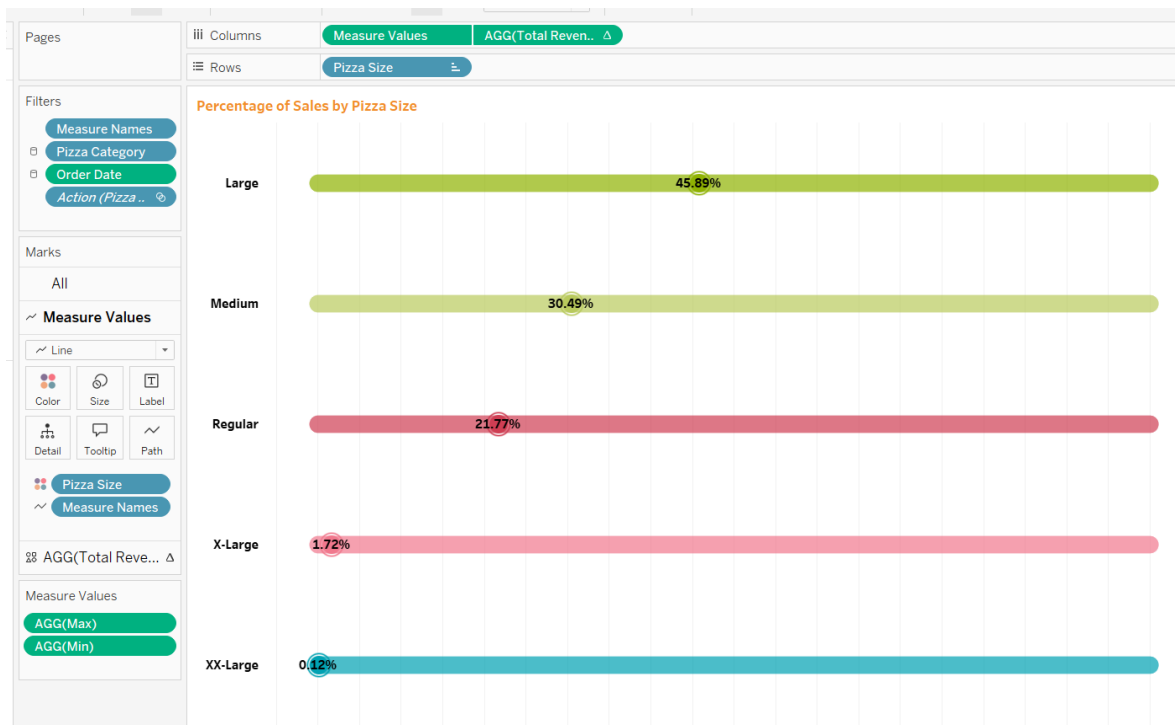 Pages
Columns
Measure Values
AGG(Total Reven..
Rows
Pizza Size
Filters
Measure Names
Pizza Category
Order Date
Action (Pizza ..
Marks
All
Measure Values
Line
Color Size Label
Detail Tooltip Path
Pizza Size
Measure Names
AGG(Total Reve...
Measure Values
AGG(Max)
AGG(Min)
Percentage of Sales by Pizza Size
Large 45.89%
Medium 30.49%
Regular 21.77%
X-Large 1.72%
XX-Large 0.12%